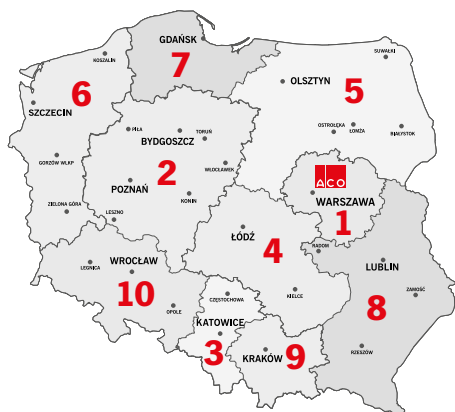 GDAŃSK
7
KOSZALIN
6
SZCZECIN
SUWAŁKI
OLSZTYN
5
OSTROŁĘKA
ŁOMŻA
BIAŁYSTOK
PIŁA
BYDGOSZCZ
TORUŃ
2
WŁOCŁAWEK
GORZÓW WLKP
POZNAŃ
KONIN
ZIELONA GÓRA
LESZNO
ACO
WARSZAWA
1
ŁÓDŹ
4
RADOM
KIELCE
LUBLIN
ZAMOŚĆ
8
RZESZÓW
WROCŁAW
LEGNICA
10
OPOLE
CZĘSTOCHOWA
KATOWICE
3
KRAKÓW
9